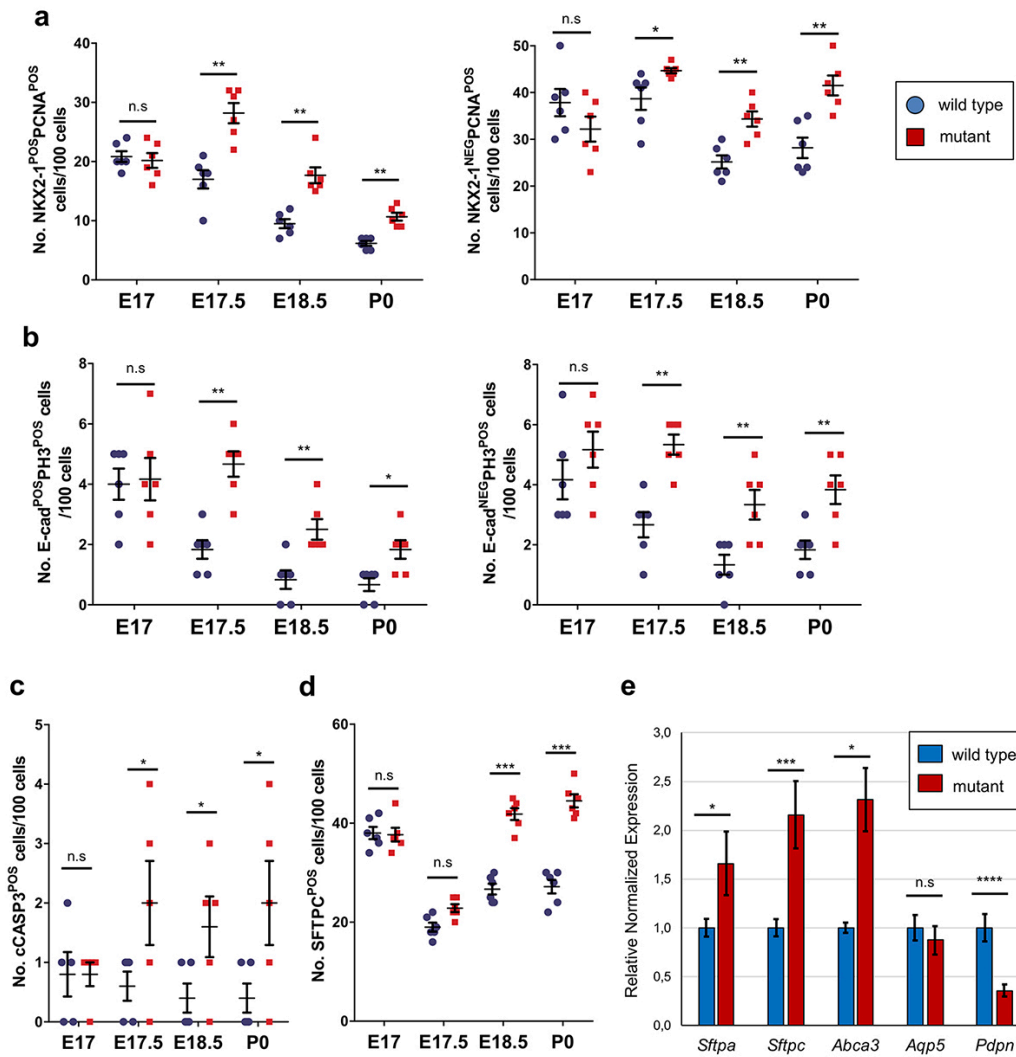 a
No. NKX2-1POSPCNAPOS
cells/100 cells
40
30
20
10
0
n.s
**
**
**
E17
E17.5
E18.5
P0
No. NKX2-1NEGPCNAPOS
cells/100 cells
50
40
30
20
10
0
n.s
*
**
**
E17
E17.5
E18.5
P0
wild type
mutant
b
No. E-cadPOSPH3POS cells
/100 cells
8
6
4
2
0
n.s
**
**
*
E17
E17.5
E18.5
P0
No. E-cadNEGPH3POS cells
/100 cells
8
6
4
2
0
n.s
**
**
**
E17
E17.5
E18.5
P0
c
No. cCASP3POS cells/100 cells
5
4
3
2
1
0
n.s
*
*
*
E17
E17.5
E18.5
P0
d
No. SFTPCPOS cells/100 cells
60
40
20
0
n.s
n.s
***
***
E17
E17.5
E18.5
P0
e
Relative Normalized Expression
3,0
2,5
2,0
1,5
1,0
0,5
0,0
wild type
mutant
*
***
*
n.s
****
Sftpa
Sftpc
Abca3
Aqp5
Pdpn